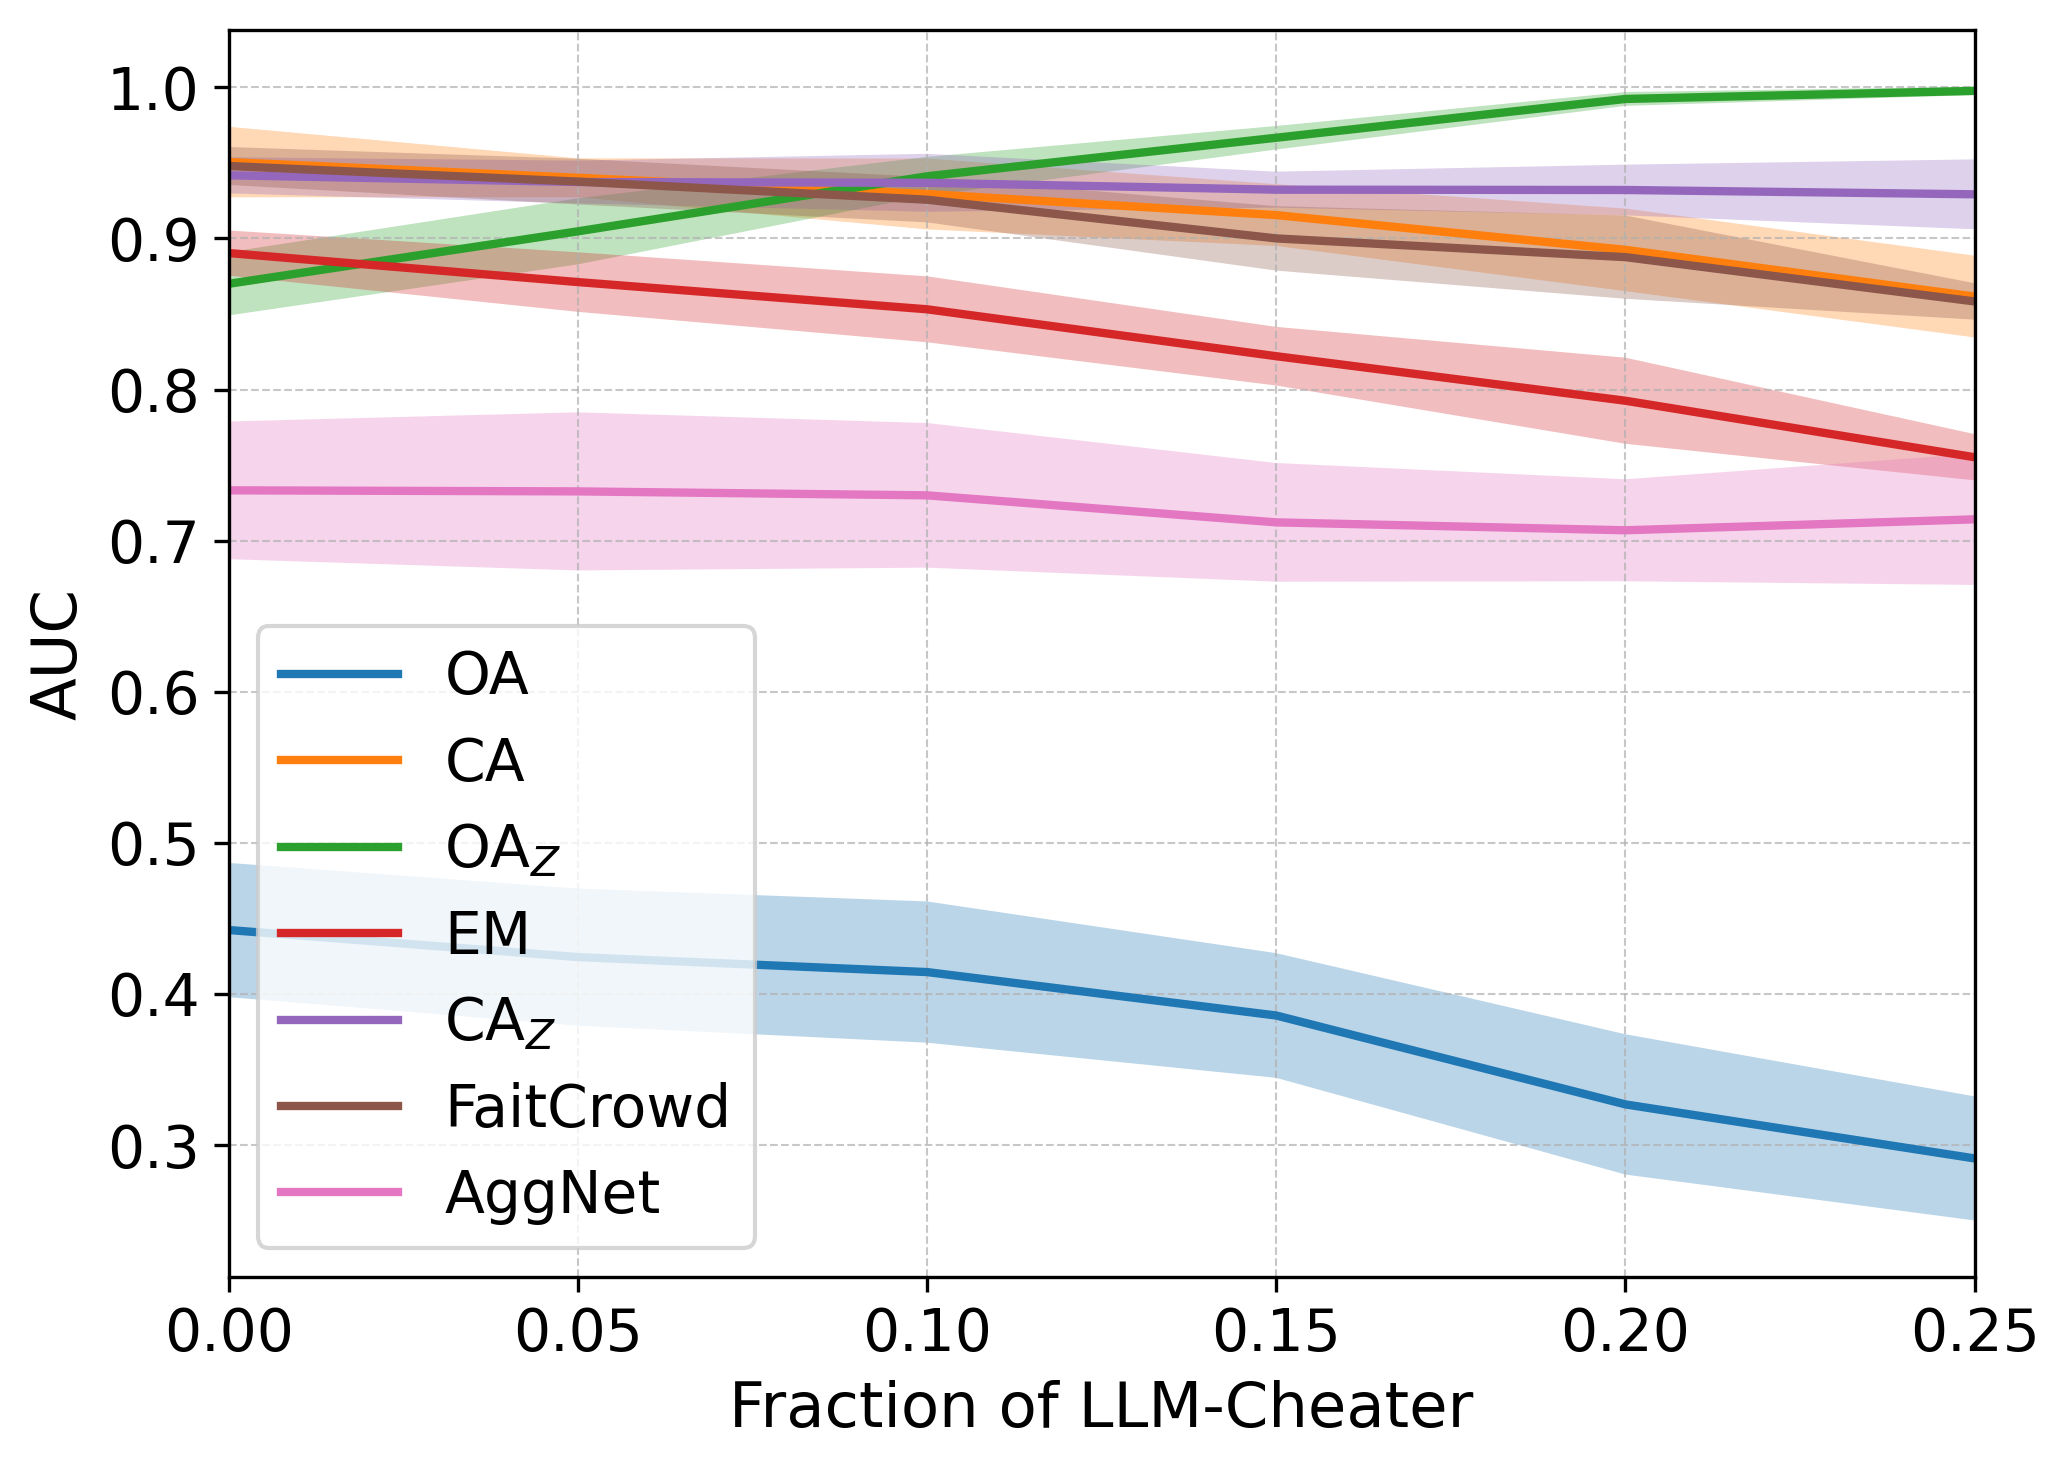 1.0
0.9
0.8
0.7
0.6
0.5
0.4
0.3
AUC
OA
CA
OA_Z
EM
CA_Z
FaitCrowd
AggNet
0.00 0.05 0.10 0.15 0.20 0.25
Fraction of LLM-Cheater